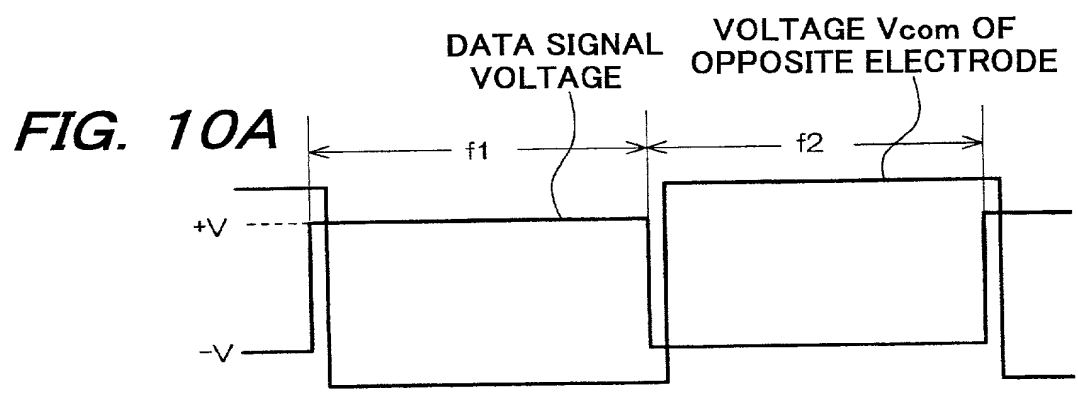 DATA SIGNAL
VOLTAGE
VOLTAGE Vcom OF
OPPOSITE ELECTRODE
FIG. 10A
f1
f2
+V
-V